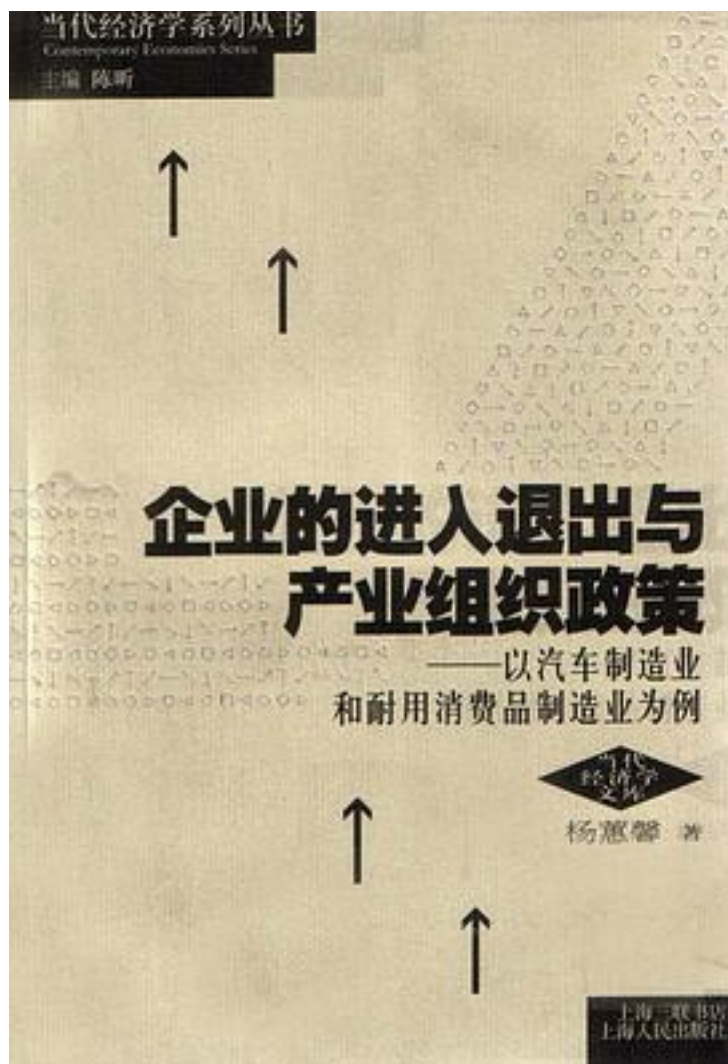 当代经济学系列丛书
Contemporary Economics Series
主编 陈昕
企业的进入退出与
产业组织政策
——以汽车制造业
和耐用消费品制造业为例
当代
经济学
文库
杨蕙馨 著
上海三联书店
上海人民出版社